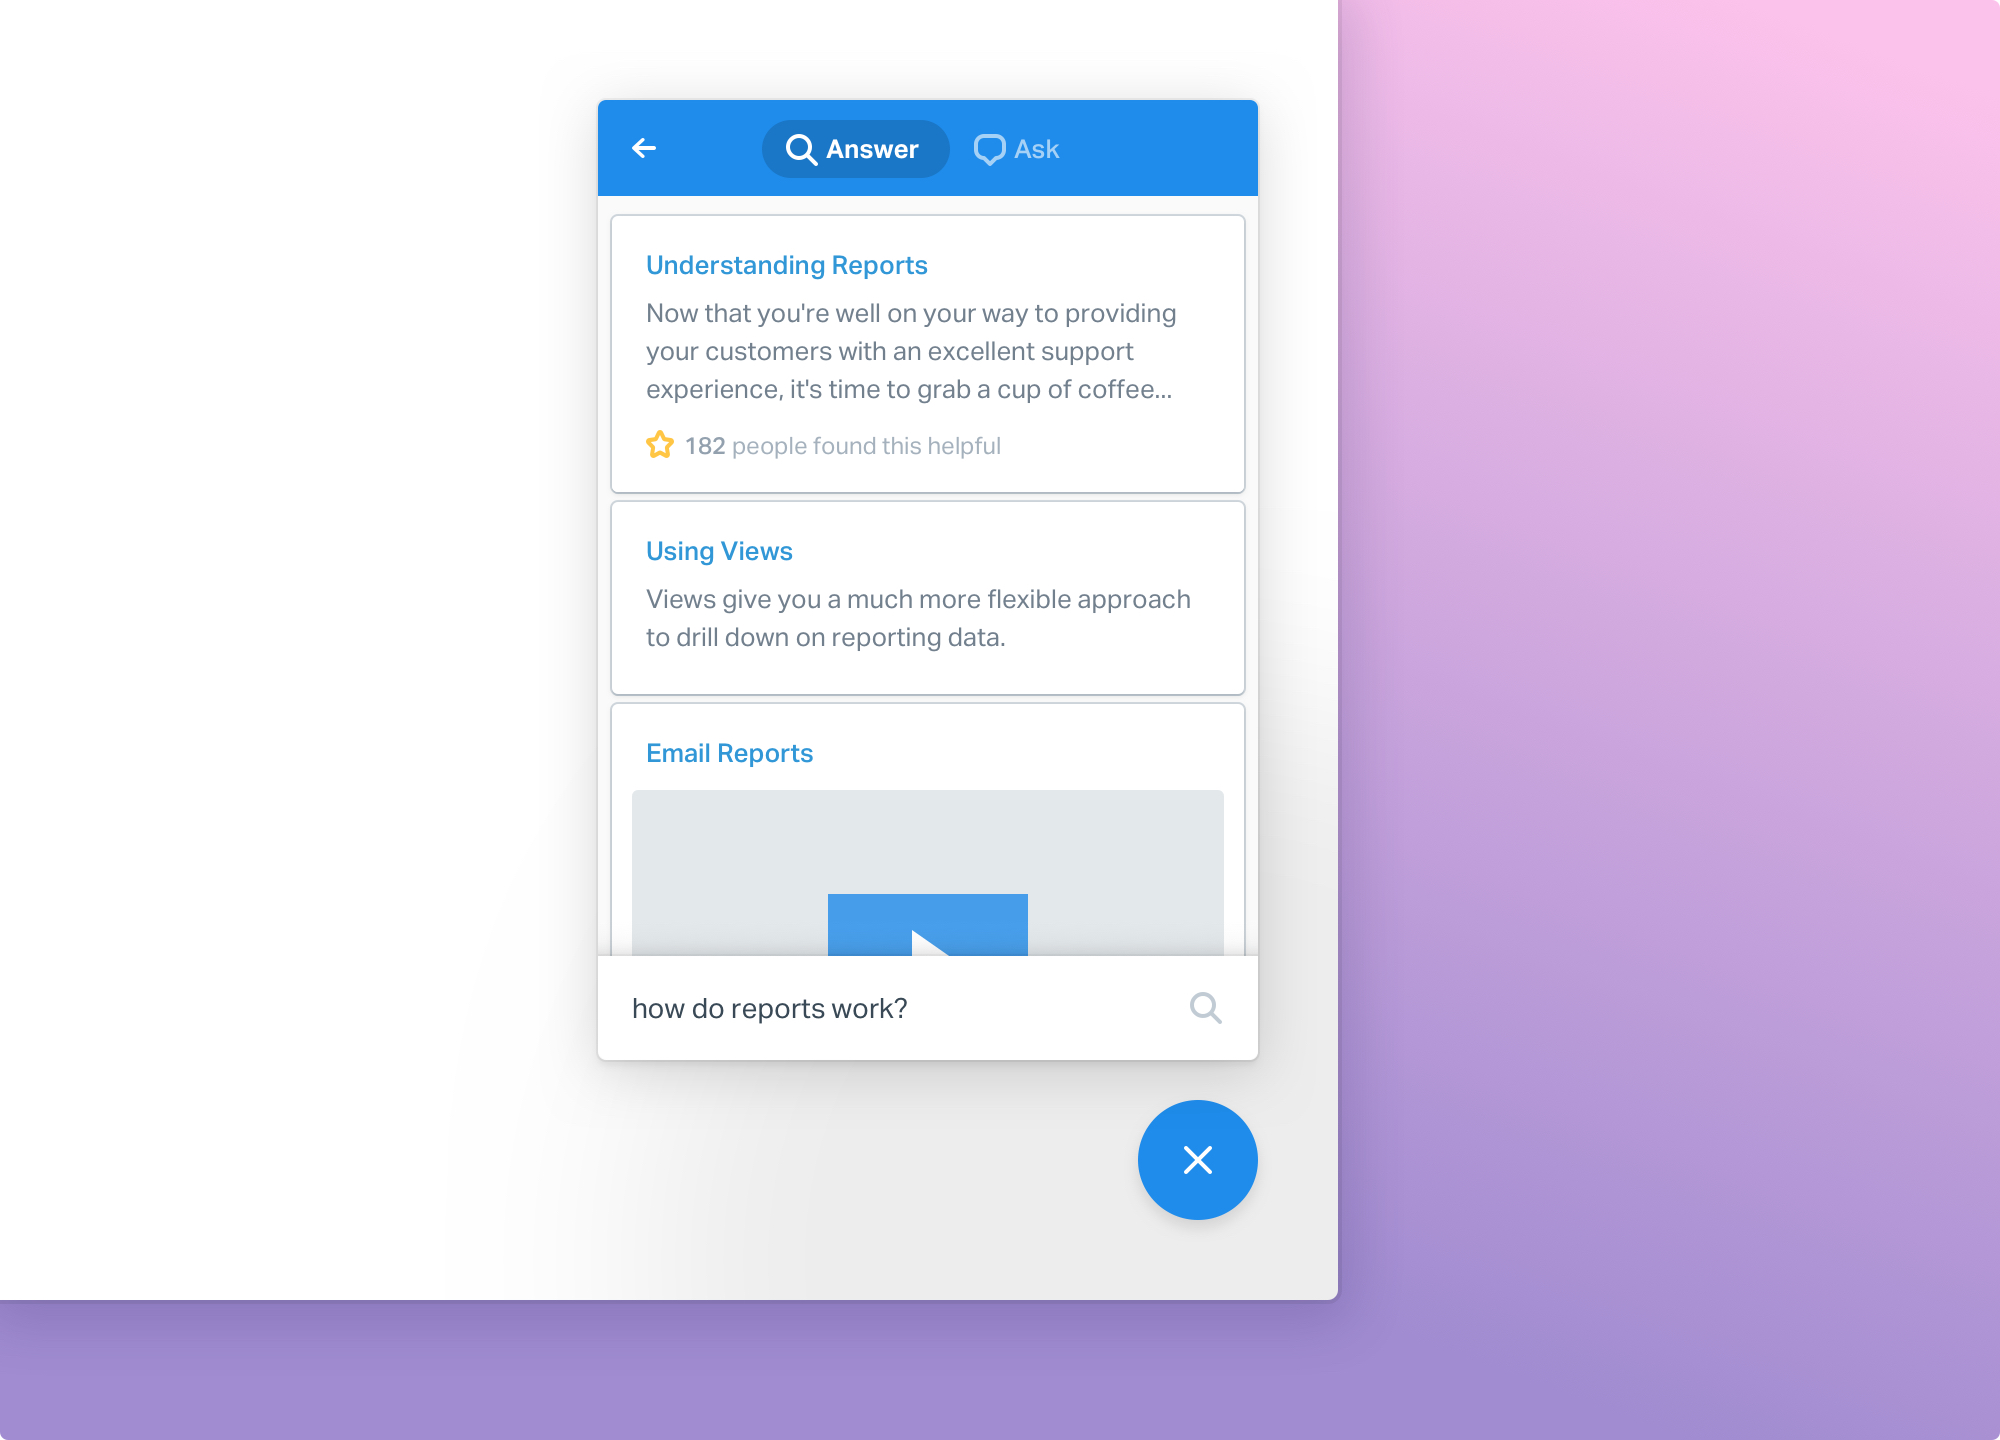 Answer
Ask
Understanding Reports
Now that you're well on your way to providing
your customers with an excellent support
experience, it's time to grab a cup of coffee...
182 people found this helpful
Using Views
Views give you a much more flexible approach
to drill down on reporting data.
Email Reports
how do reports work?